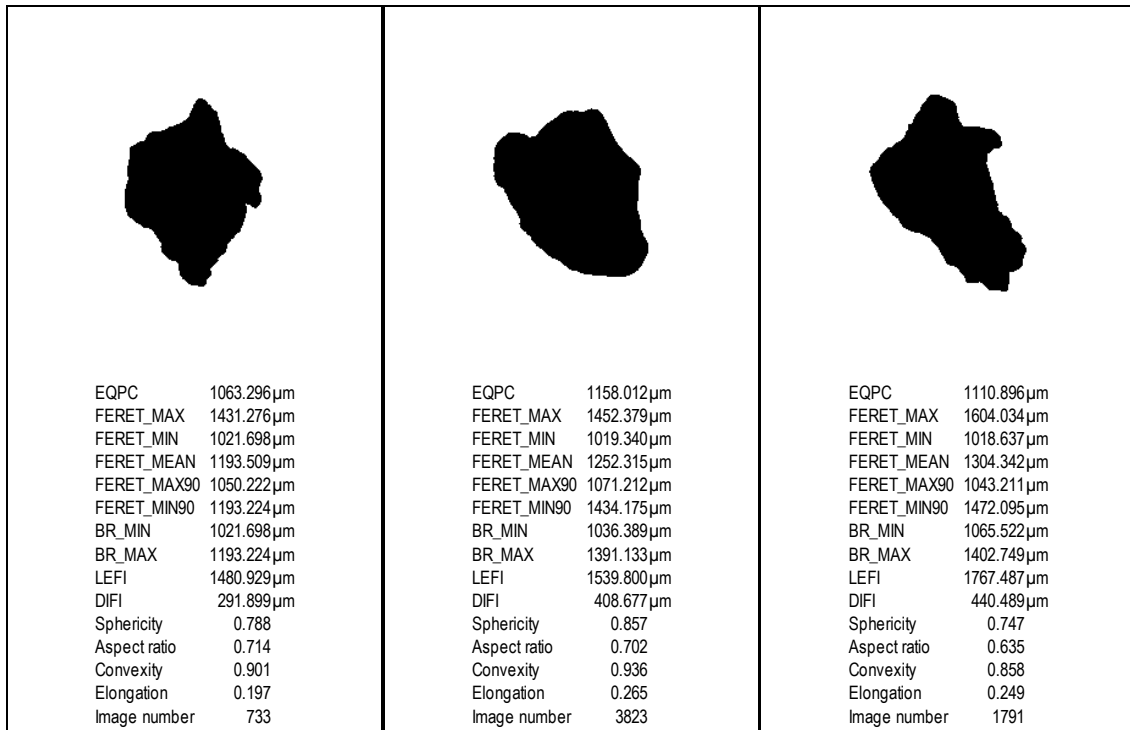 EQPC 1063.296µm
FERET_MAX 1431.276µm
FERET_MIN 1021.698µm
FERET_MEAN 1193.509µm
FERET_MAX90 1050.222µm
FERET_MIN90 1193.224µm
BR_MIN 1021.698µm
BR_MAX 1193.224µm
LEFI 1480.929µm
DIFI 291.899µm
Sphericity 0.788
Aspect ratio 0.714
Convexity 0.901
Elongation 0.197
Image number 733
EQPC 1158.012µm
FERET_MAX 1452.379µm
FERET_MIN 1019.340µm
FERET_MEAN 1252.315µm
FERET_MAX90 1071.212µm
FERET_MIN90 1434.175µm
BR_MIN 1036.389µm
BR_MAX 1391.133µm
LEFI 1539.800µm
DIFI 408.677µm
Sphericity 0.857
Aspect ratio 0.702
Convexity 0.936
Elongation 0.265
Image number 3823
EQPC 1110.896µm
FERET_MAX 1604.034µm
FERET_MIN 1018.637µm
FERET_MEAN 1304.342µm
FERET_MAX90 1043.211µm
FERET_MIN90 1472.095µm
BR_MIN 1065.522µm
BR_MAX 1402.749µm
LEFI 1767.487µm
DIFI 440.489µm
Sphericity 0.747
Aspect ratio 0.635
Convexity 0.858
Elongation 0.249
Image number 1791